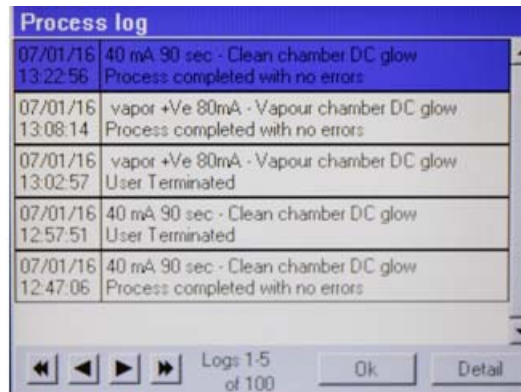 Process log
07/01/16 40 mA 90 sec - Clean chamber DC glow
13:22:56 Process completed with no errors
07/01/16 vapor +Ve 80mA - Vapour chamber DC glow
13:08:14 Process completed with no errors
07/01/16 vapor +Ve 80mA - Vapour chamber DC glow
13:02:57 User Terminated
07/01/16 40 mA 90 sec - Clean chamber DC glow
12:57:51 User Terminated
07/01/16 40 mA 90 sec - Clean chamber DC glow
12:47:06 Process completed with no errors
Logs 1-5
of 100
Ok
Detail